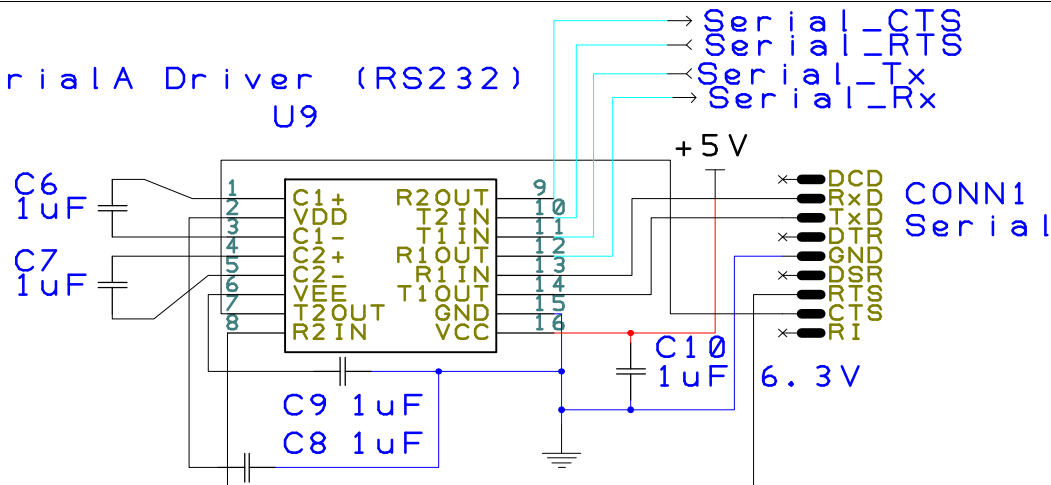 Serial_CTS
Serial_RTS
rialA Driver (RS232)
Serial_Tx
Serial_Rx
U9
+5V
C6
1uF
C7
1uF
1
2
3
4
5
6
7
8
C1+
VDD
C1-
C2+
C2-
VEE
T2OUT
R2IN
R2OUT
T2IN
T1IN
R1OUT
R1IN
T1OUT
GND
VCC
9
10
11
12
13
14
15
16
DCD
RxD
TxD
DTR
GND
DSR
RTS
CTS
RI
CONN1
Serial
C10
1uF 6.3V
C9 1uF
C8 1uF